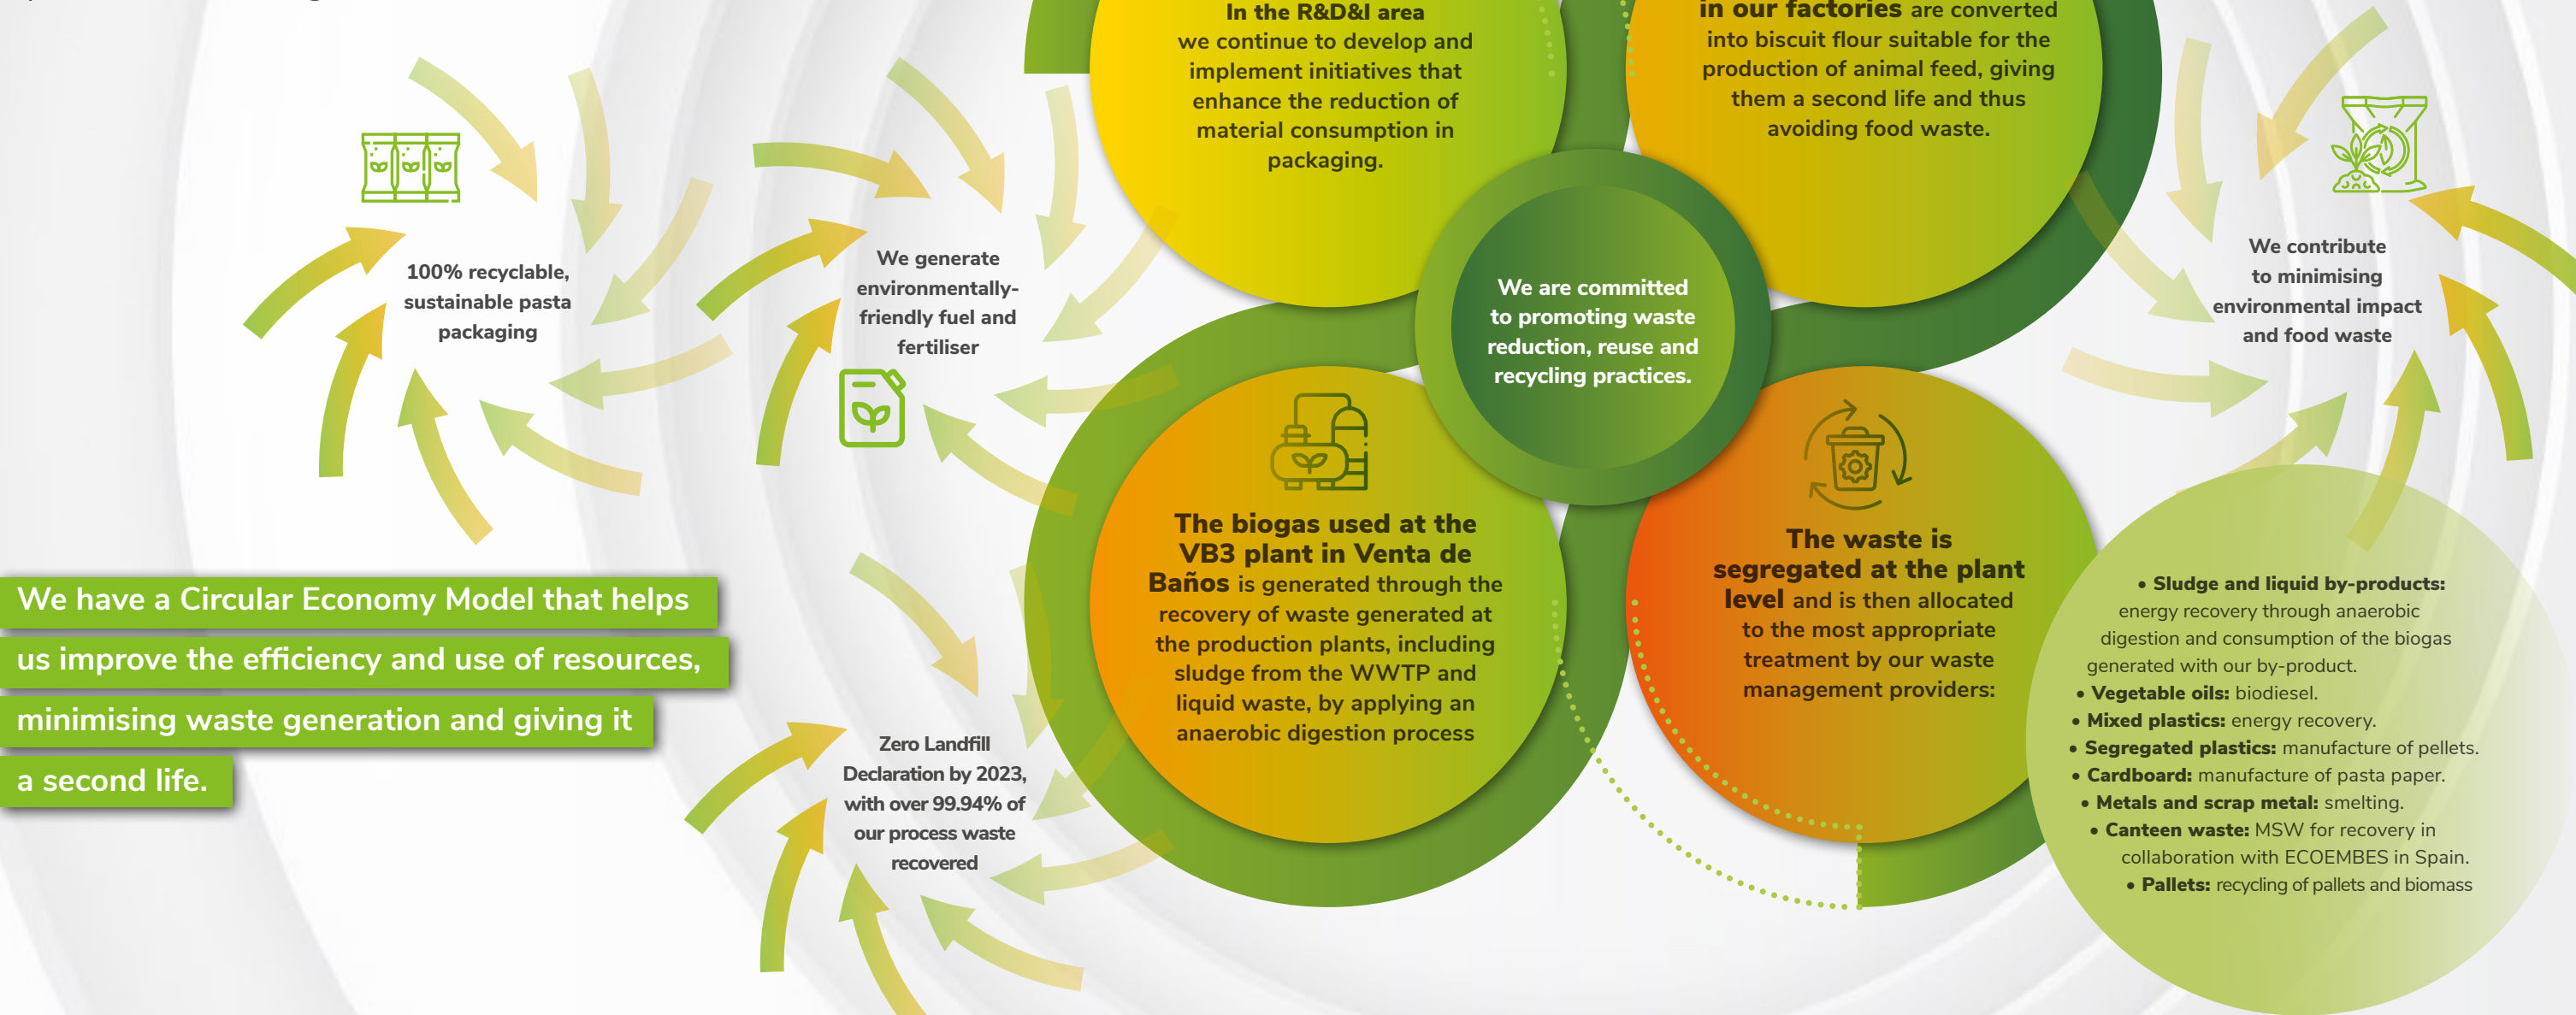 In the R&D&I area
we continue to develop and
implement initiatives that
enhance the reduction of
material consumption in
packaging.
in our factories are converted
into biscuit flour suitable for the
production of animal feed, giving
them a second life and thus
avoiding food waste.
100% recyclable,
sustainable pasta
packaging
We generate
environmentally-
friendly fuel and
fertiliser
We are committed
to promoting waste
reduction, reuse and
recycling practices.
We contribute
to minimising
environmental impact
and food waste
We have a Circular Economy Model that helps
us improve the efficiency and use of resources,
minimising waste generation and giving it
a second life.
Zero Landfill
Declaration by 2023,
with over 99.94% of
our process waste
recovered
The biogas used at the
VB3 plant in Venta de
Baños is generated through the
recovery of waste generated at
the production plants, including
sludge from the WWTP and
liquid waste, by applying an
anaerobic digestion process
The waste is
segregated at the plant
level and is then allocated
to the most appropriate
treatment by our waste
management providers:
• Sludge and liquid by-products:
energy recovery through anaerobic
digestion and consumption of the biogas
generated with our by-product.
• Vegetable oils: biodiesel.
• Mixed plastics: energy recovery.
• Segregated plastics: manufacture of pellets.
• Cardboard: manufacture of pasta paper.
• Metals and scrap metal: smelting.
• Canteen waste: MSW for recovery in
collaboration with ECOEMBES in Spain.
• Pallets: recycling of pallets and biomass